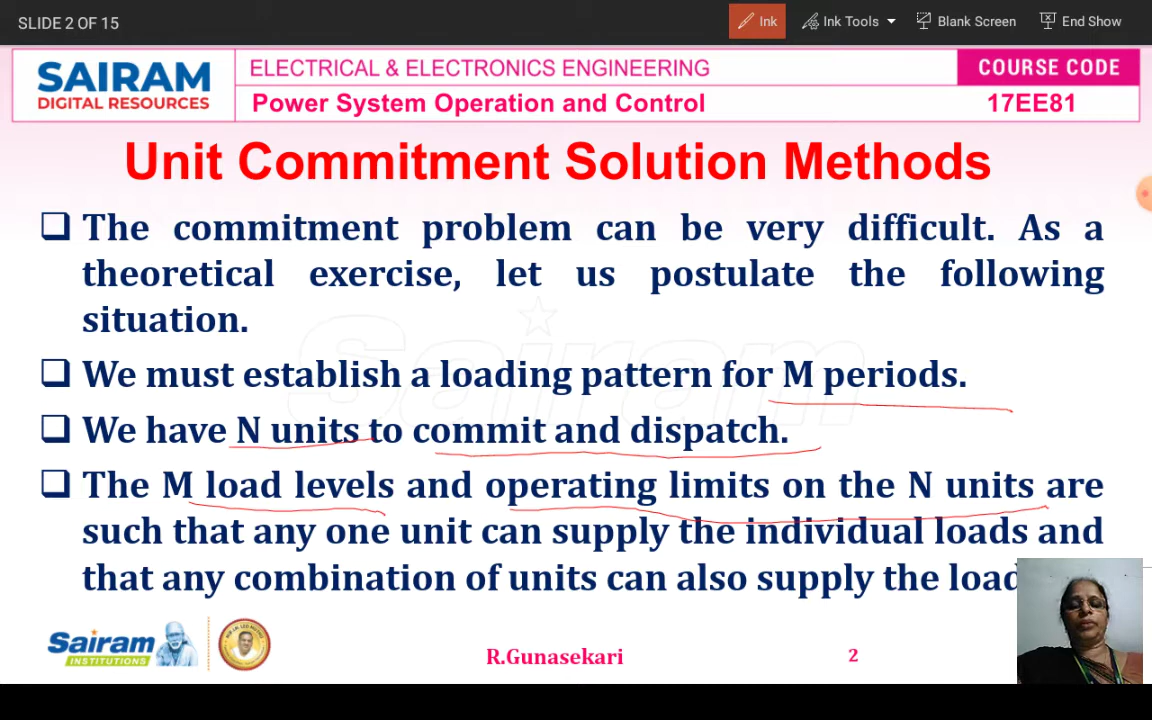 SLIDE 2 OF 15
Ink
Ink Tools
Blank Screen
End Show
SAIRAM
DIGITAL RESOURCES
ELECTRICAL & ELECTRONICS ENGINEERING
COURSE CODE
Power System Operation and Control
17EE81
Unit Commitment Solution Methods
The commitment problem can be very difficult. As a
theoretical exercise, let us postulate the following
situation.
We must establish a loading pattern for M periods.
We have N units to commit and dispatch.
The M load levels and operating limits on the N units are
such that any one unit can supply the individual loads and
that any combination of units can also supply the load
Sairam
Sairam
INSTITUTIONS
R.Gunasekari
2